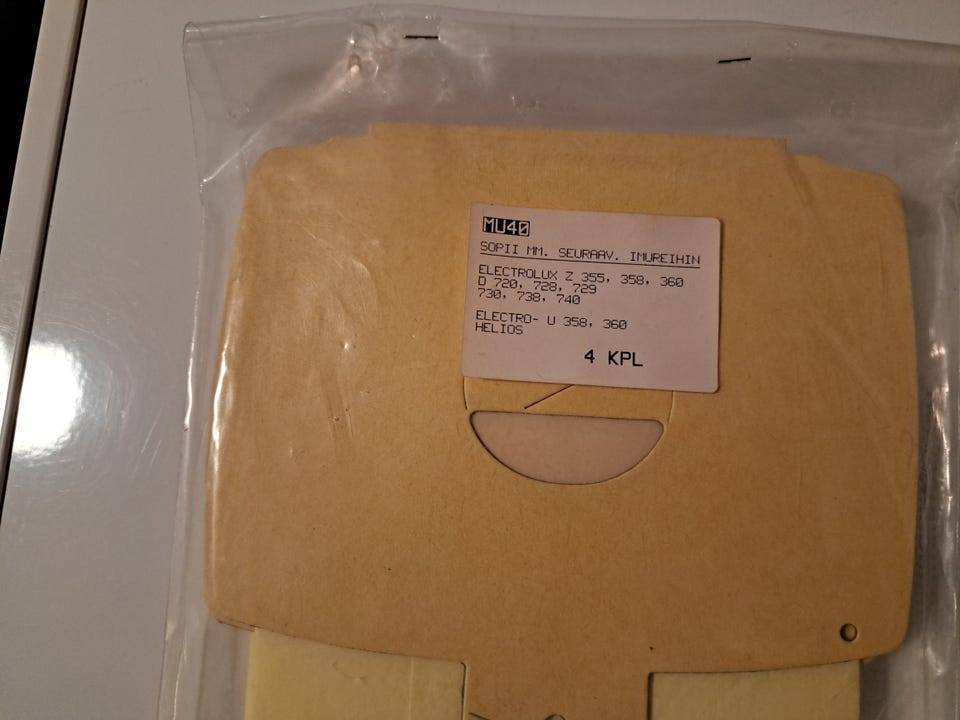 MU40
SOPII MM. SEURAAV. IMUREIHIN
ELECTROLUX Z 355, 358, 360
D 720, 728, 729
730, 738, 740
ELECTRO- U 358, 360
HELIOS
4 KPL